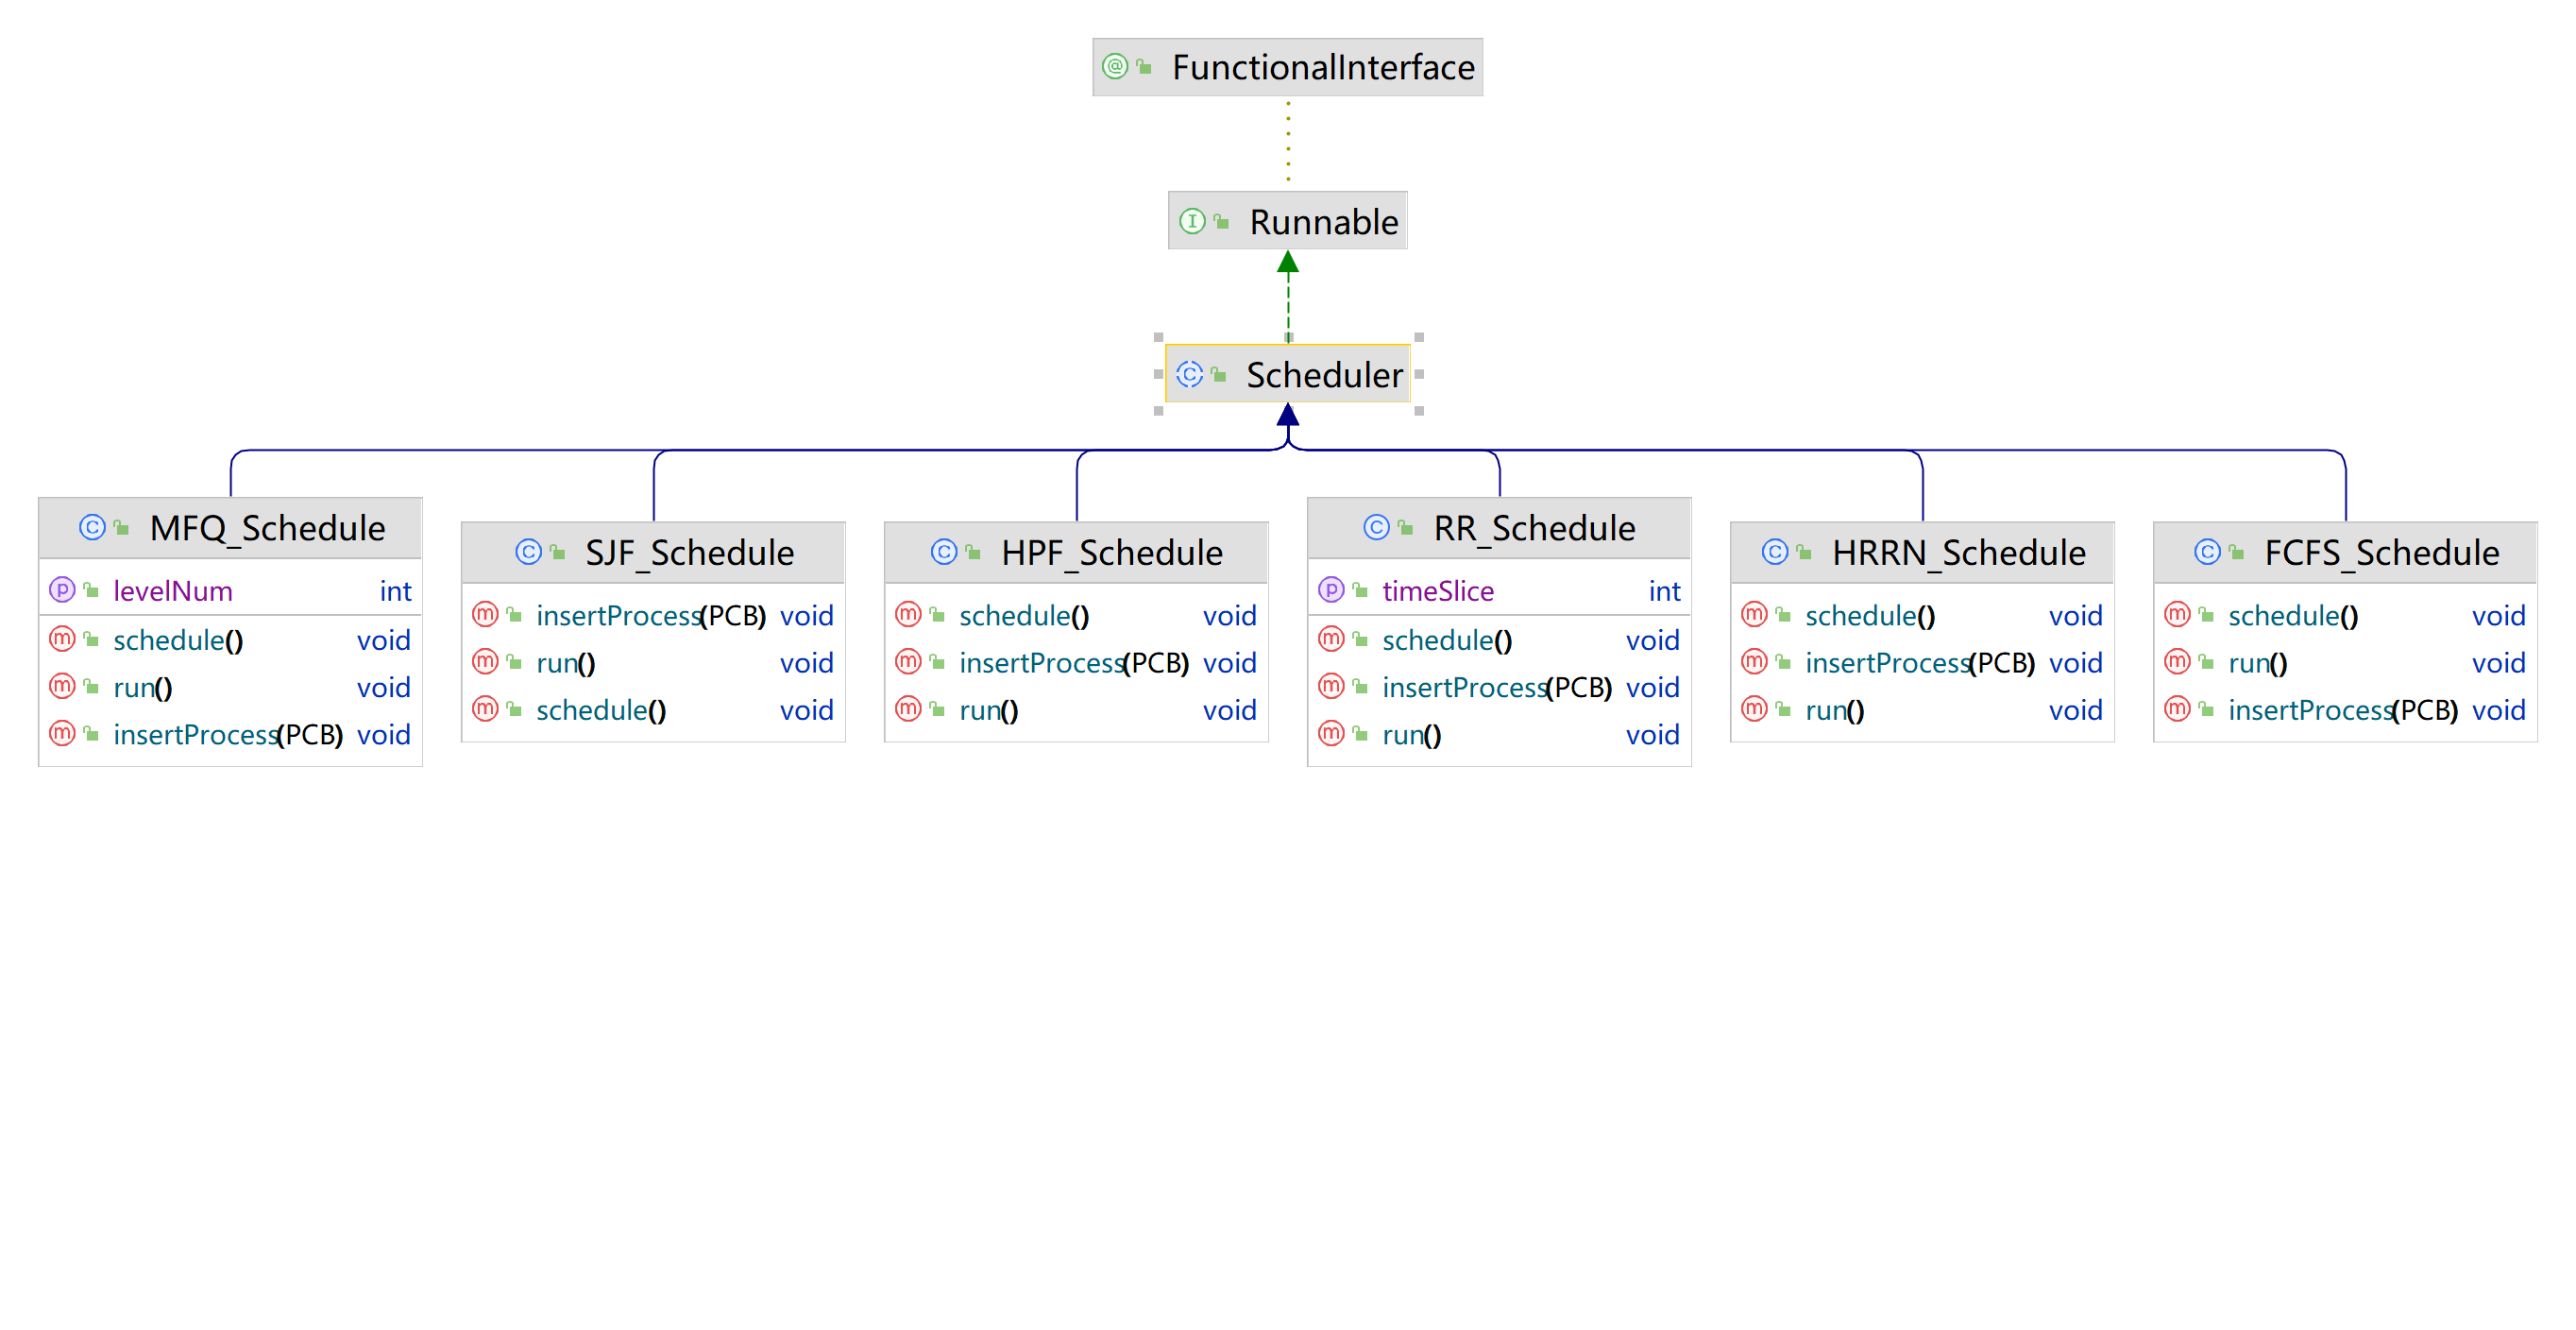 FunctionalInterface
Runnable
Scheduler
MFQ_Schedule
levelNum int
schedule() void
run() void
insertProcess(PCB) void
SJF_Schedule
insertProcess(PCB) void
run() void
schedule() void
HPF_Schedule
schedule() void
insertProcess(PCB) void
run() void
RR_Schedule
timeSlice int
schedule() void
insertProcess(PCB) void
run() void
HRRN_Schedule
schedule() void
insertProcess(PCB) void
run() void
FCFS_Schedule
schedule() void
run() void
insertProcess(PCB) void